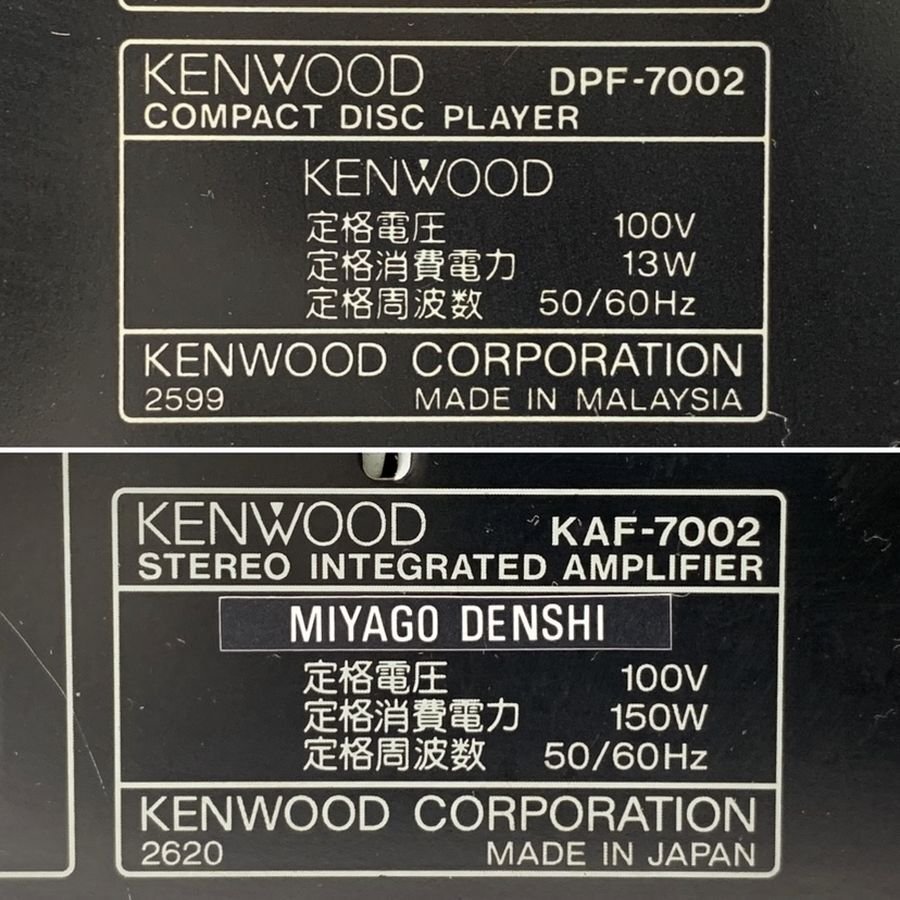 KENWOOD DPF-7002
COMPACT DISC PLAYER
KENWOOD
定格電圧 100V
定格消費電力 13W
定格周波数 50/60Hz
KENWOOD CORPORATION
2599 MADE IN MALAYSIA
KENWOOD KAF-7002
STEREO INTEGRATED AMPLIFIER
MIYAGO DENSHI
定格電圧 100V
定格消費電力 150W
定格周波数 50/60Hz
KENWOOD CORPORATION
2620 MADE IN JAPAN